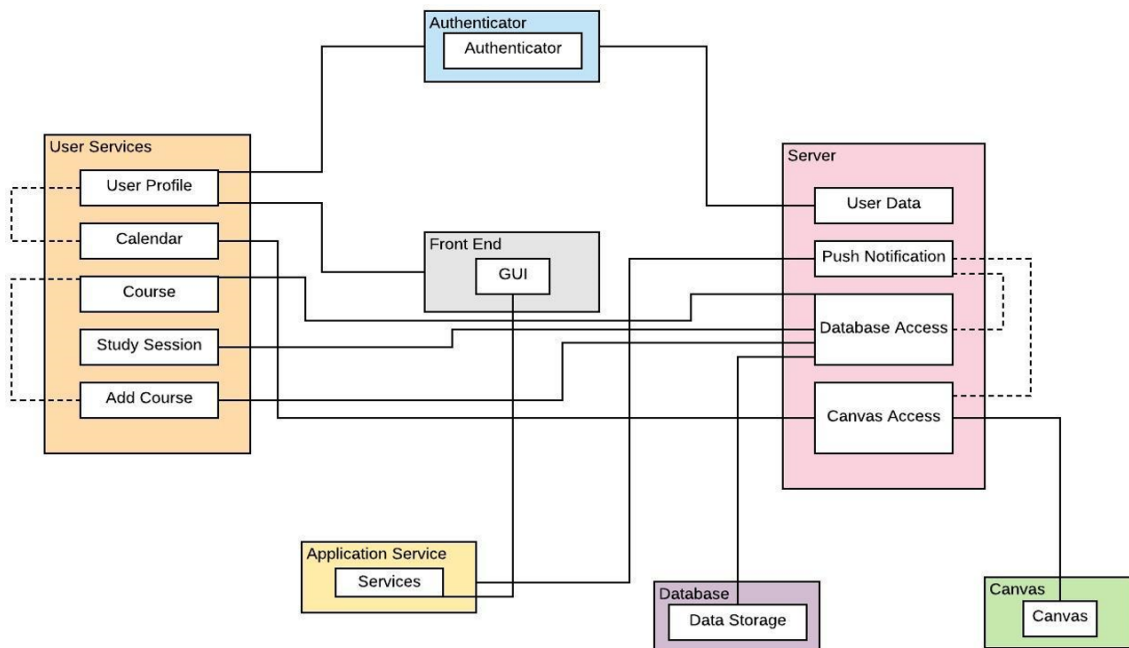 Authenticator
Authenticator
User Services
User Profile
Calendar
Course
Study Session
Add Course
Front End
GUI
Server
User Data
Push Notification
Database Access
Canvas Access
Application Service
Services
Database
Data Storage
Canvas
Canvas